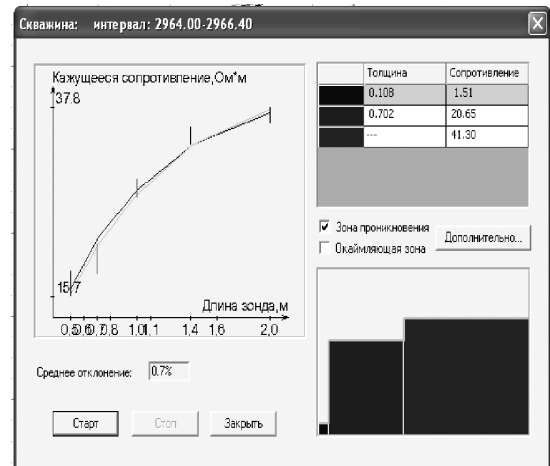 Скважина: интервал: 2964.00-2966.40
Кажущееся сопротивление,Ом*м
37.8
15.7
Длина зонда,м
0,5 0,6 0,7 0,8 1,0 1,1 1,4 1,6 2,0
Среднее отклонение: 0.7%
Старт Стоп Закрыть
Толщина Сопротивление
0.108 1.51
0.702 20.65
--- 41.30
Зона проникновения
Окаймляющая зона
Дополнительно...